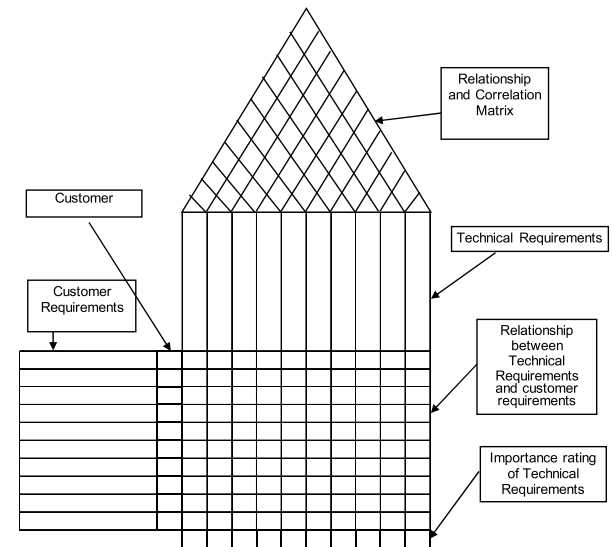 Relationship
and Correlation
Matrix
Customer
Technical Requirements
Customer
Requirements
Relationship
between
Technical
Requirements
and customer
requirements
Importance rating
of Technical
Requirements